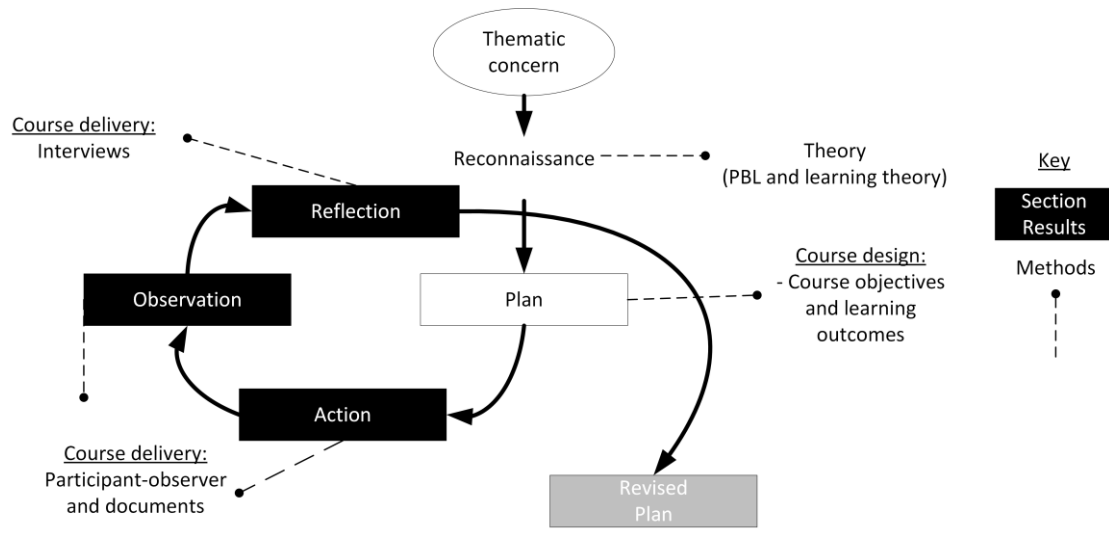 Thematic
concern
Course delivery:
Interviews
Reconnaissance
Theory
(PBL and learning theory)
Key
Reflection
Section
Results
Course design:
- Course objectives
and learning
outcomes
Methods
Observation
Plan
Action
Course delivery:
Participant-observer
and documents
Revised
Plan